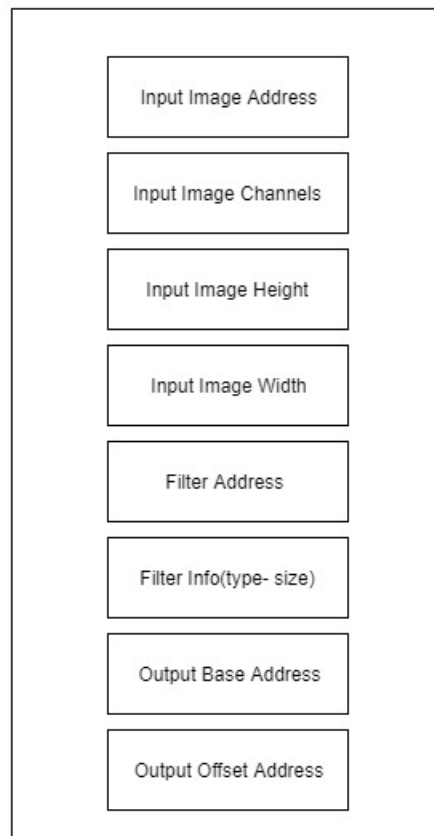 Input Image Address
Input Image Channels
Input Image Height
Input Image Width
Filter Address
Filter Info(type- size)
Output Base Address
Output Offset Address